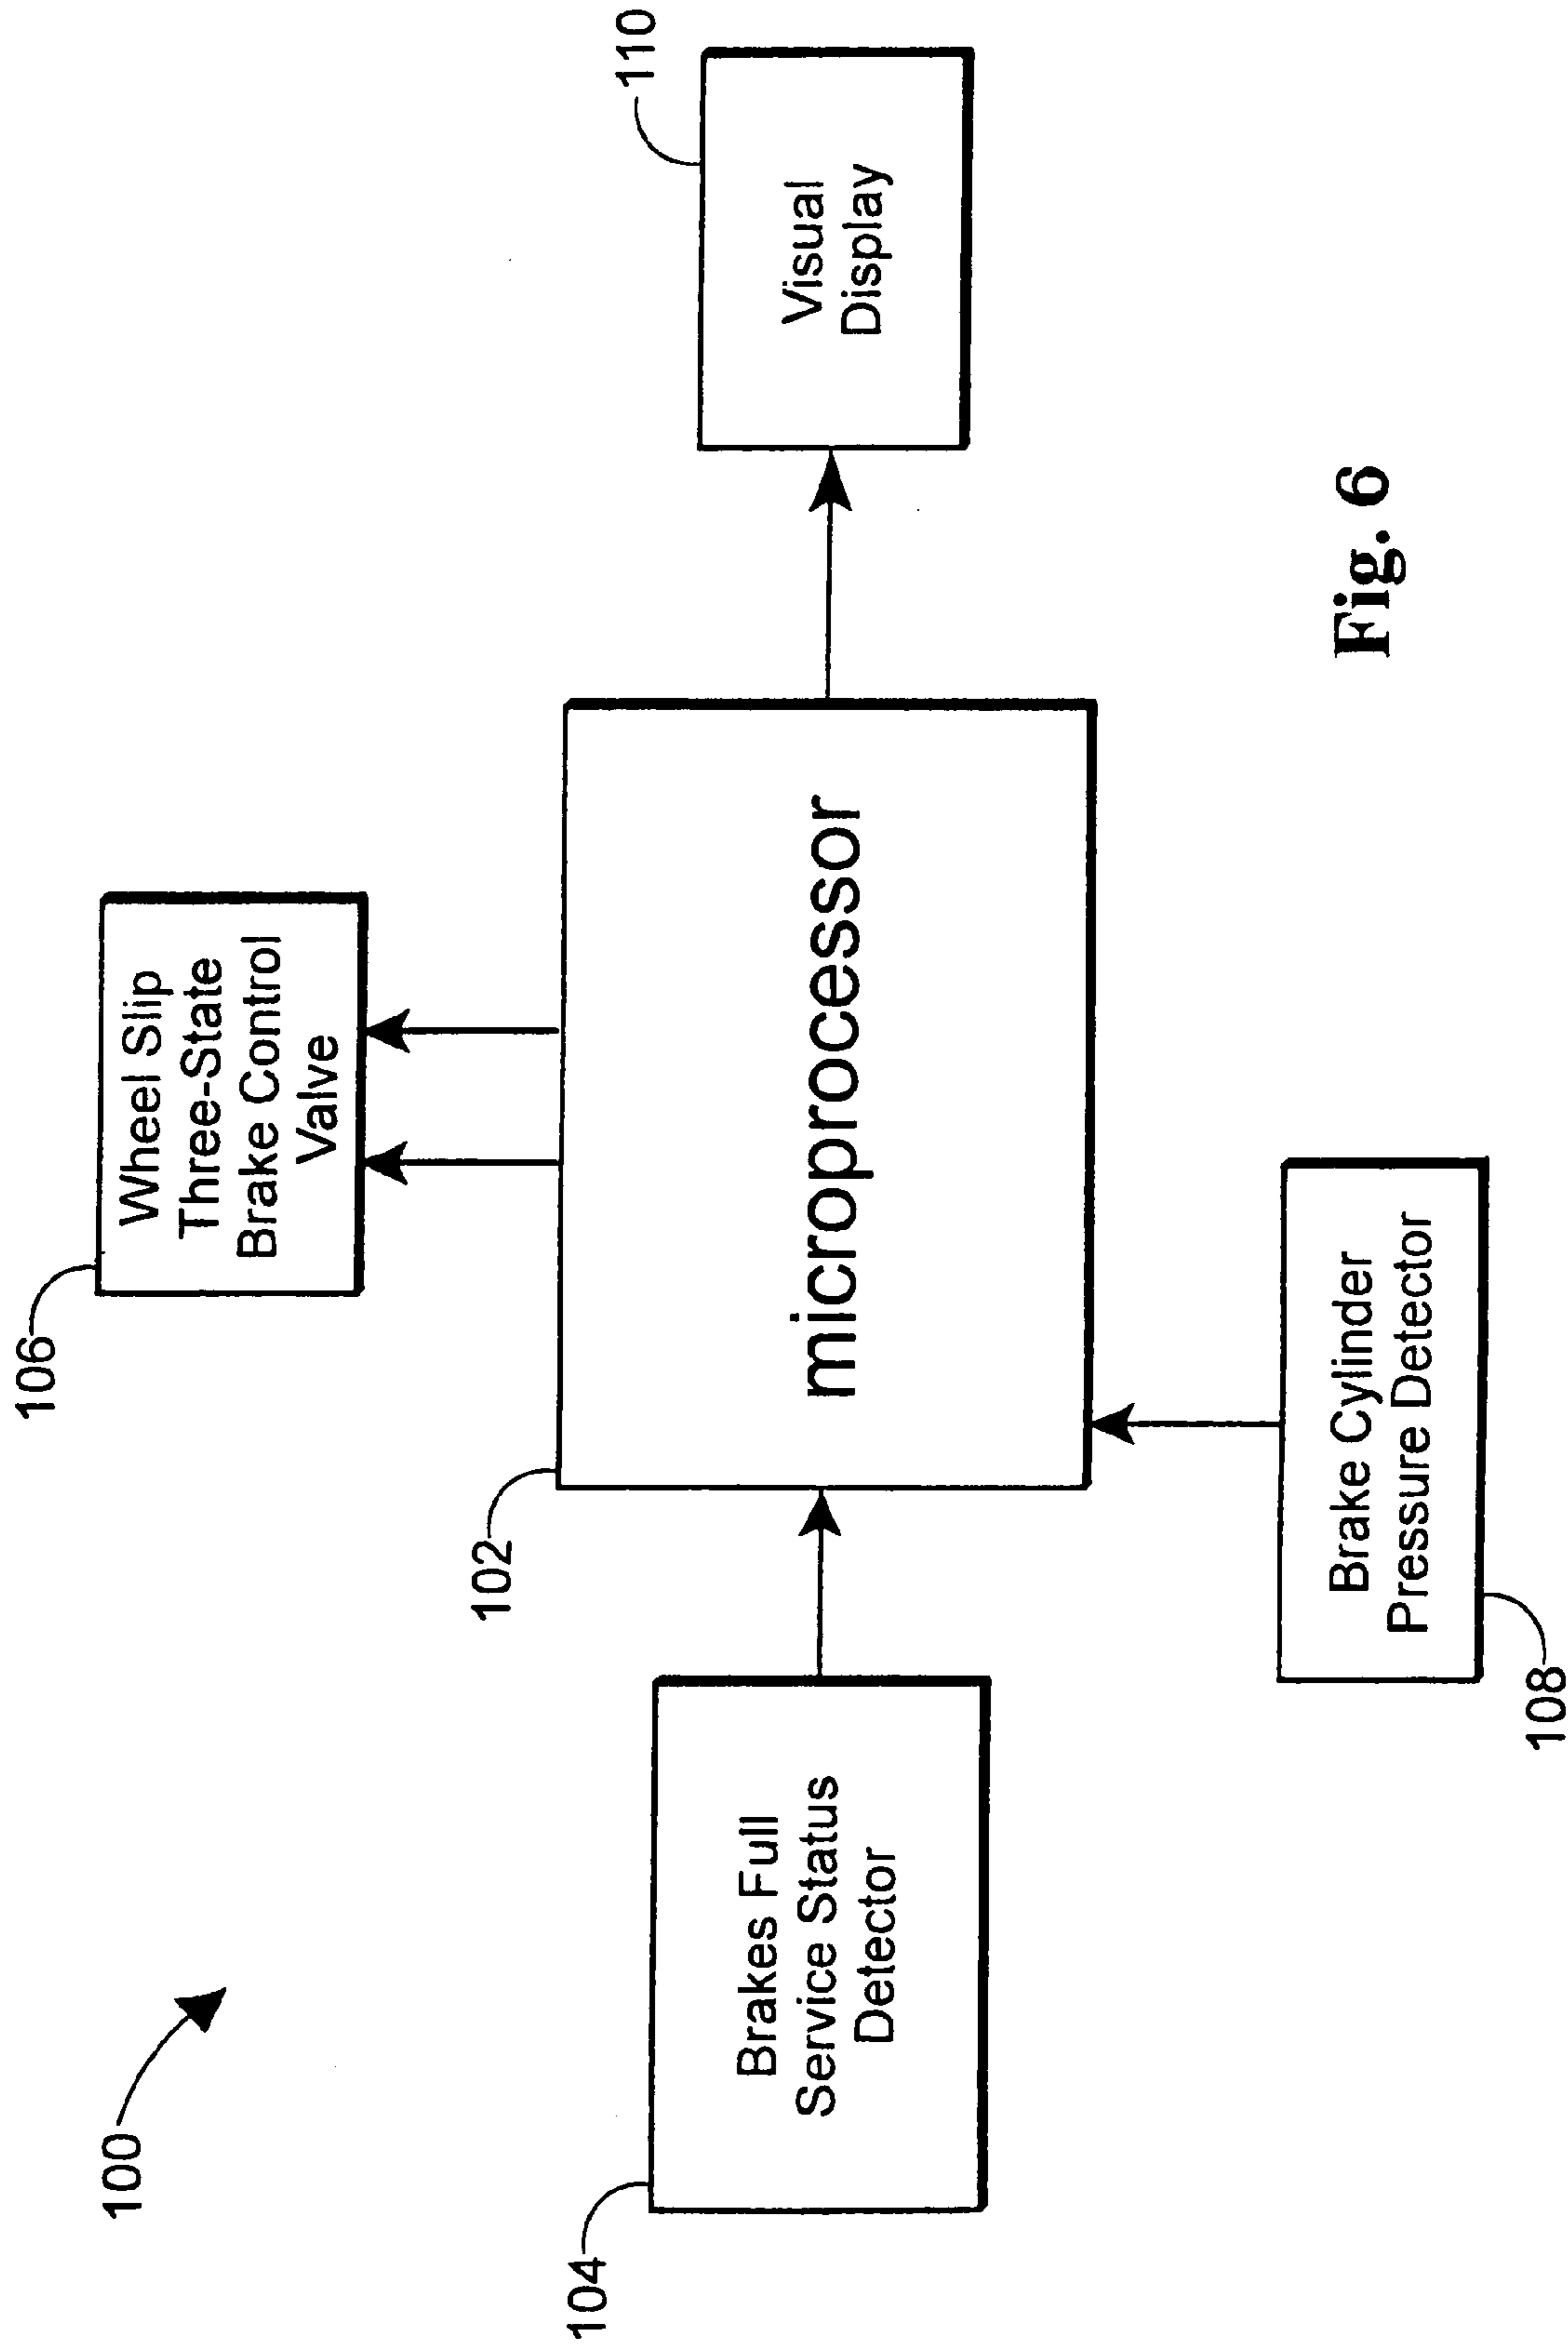 100
106
Wheel Slip
Three-State
Brake Control
Valve
102
microprocessor
104
Brakes Full
Service Status
Detector
110
Visual
Display
108
Brake Cylinder
Pressure Detector
Fig. 6